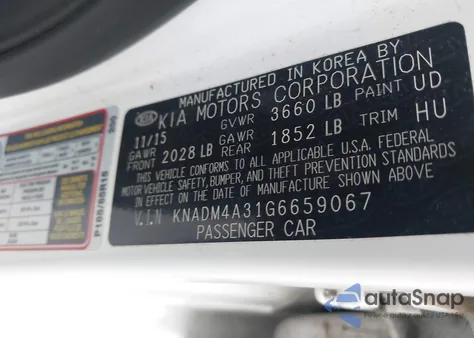 MANUFACTURED IN KOREA BY
KIA KIA MOTORS CORPORATION
11/15 GVWR 3660 LB PAINT UD
GAWR FRONT 2028 LB GAWR REAR 1852 LB TRIM HU
THIS VEHICLE CONFORMS TO ALL APPLICABLE U.S.A. FEDERAL
MOTOR VEHICLE SAFETY, BUMPER, AND THEFT PREVENTION STANDARDS
IN EFFECT ON THE DATE OF MANUFACTURE SHOWN ABOVE
V.I.N KNADM4A31G6659067
PASSENGER CAR
autoSnap